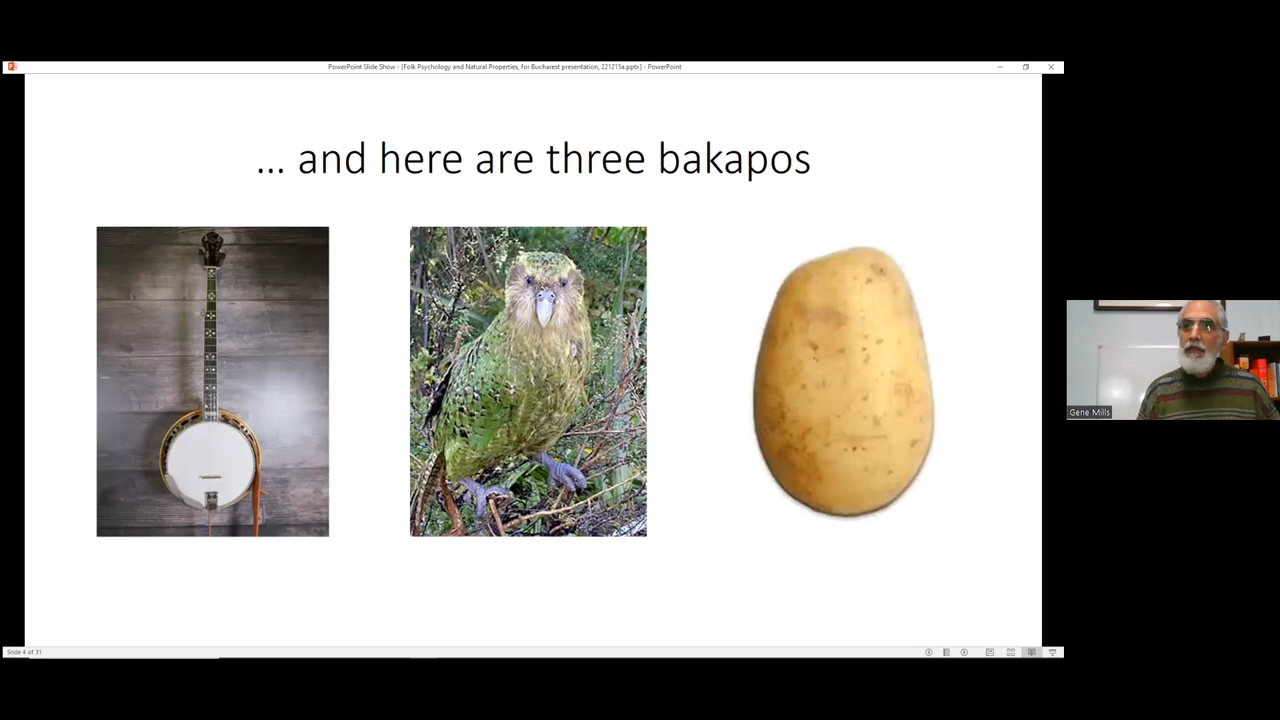 PowerPoint Slide Show - [Folk Psychology and Natural Properties, for Bucharest presentation, 221215a.pptx] - PowerPoint
... and here are three bakapos
Gene Mills
Slide 4 of 31